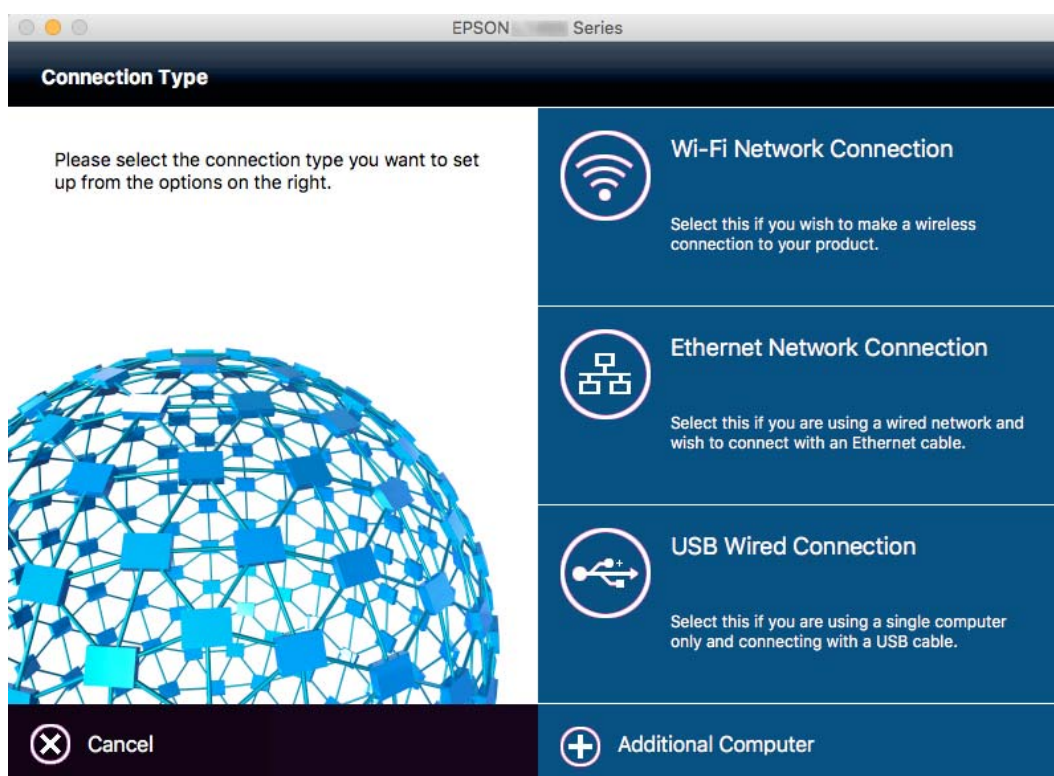 EPSON Series
Connection Type
Please select the connection type you want to set
up from the options on the right.
Wi-Fi Network Connection
Select this if you wish to make a wireless
connection to your product.
Ethernet Network Connection
Select this if you are using a wired network and
wish to connect with an Ethernet cable.
USB Wired Connection
Select this if you are using a single computer
only and connecting with a USB cable.
Cancel
Additional Computer